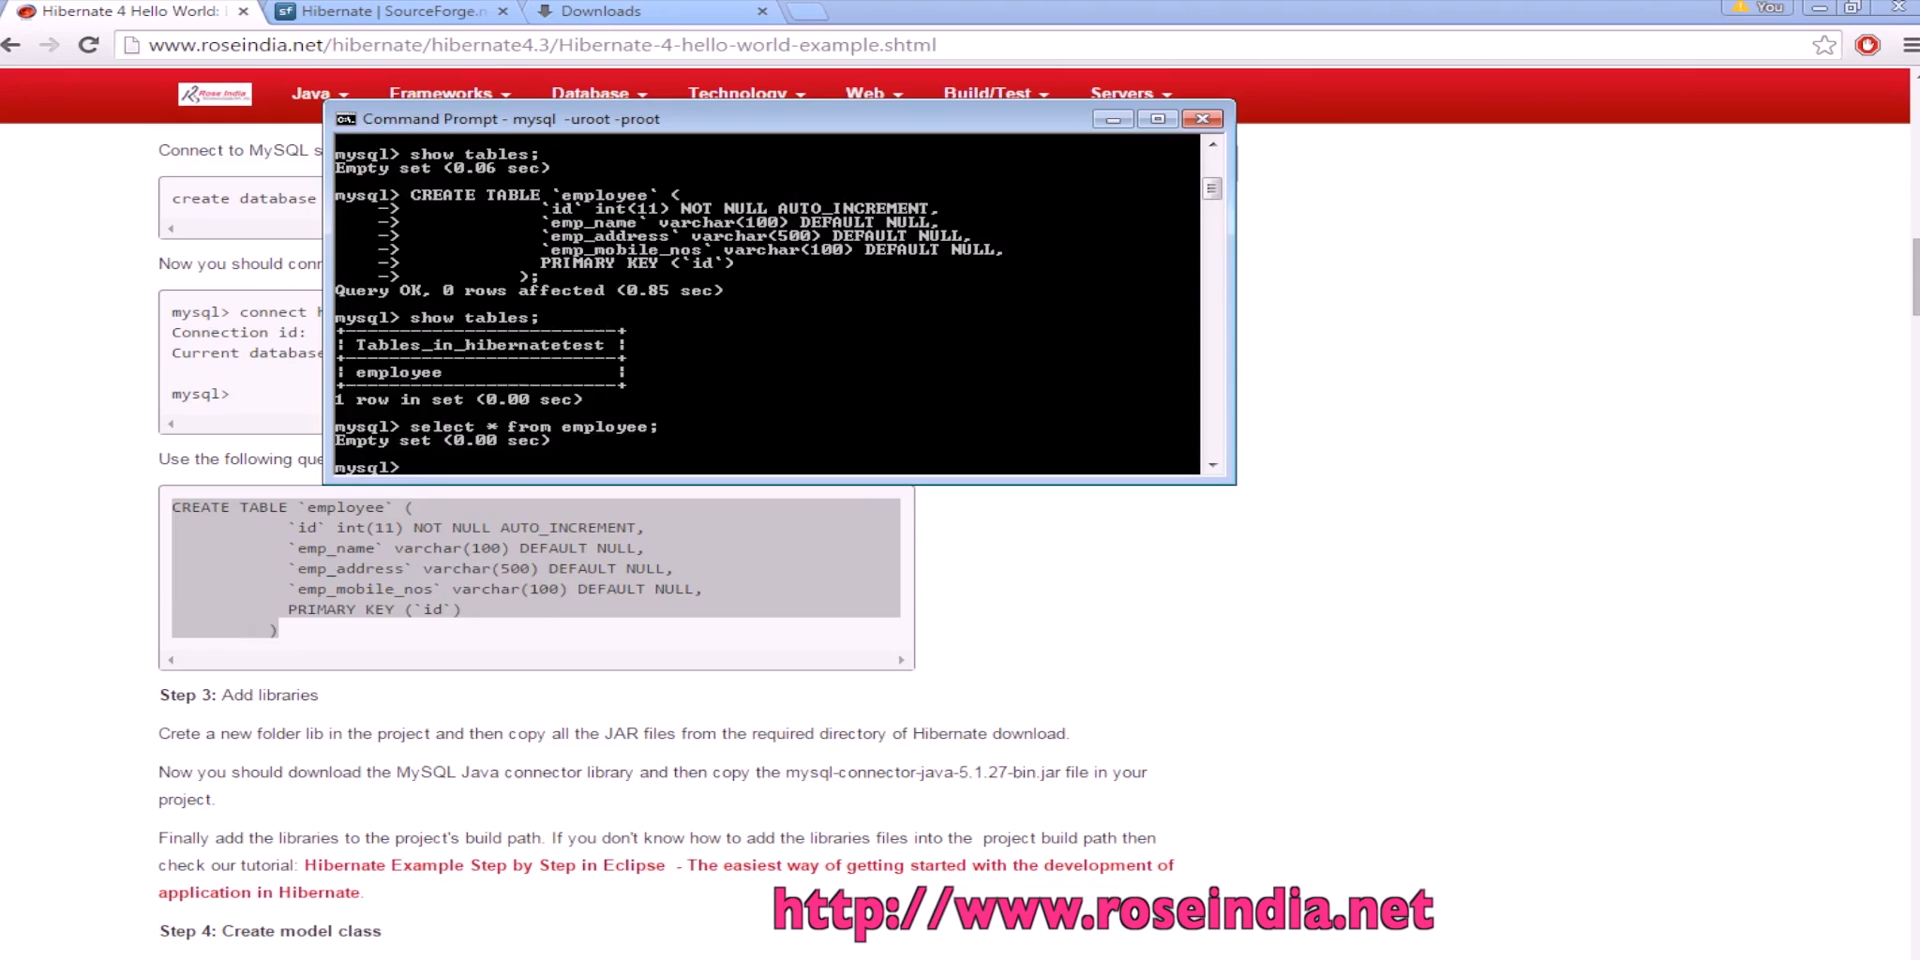 Hibernate 4 Hello World:
Hibernate | SourceForge.n
Downloads
You
www.roseindia.net/hibernate/hibernate4.3/Hibernate-4-hello-world-example.shtml
Rose India
Java Frameworks Database Technology Web Build/Test Servers
Command Prompt - mysql -uroot -proot
mysql> show tables;
Empty set (0.06 sec)
mysql> CREATE TABLE `employee` (
-> `id` int(11) NOT NULL AUTO_INCREMENT,
-> `emp_name` varchar(100) DEFAULT NULL,
-> `emp_address` varchar(500) DEFAULT NULL,
-> `emp_mobile_nos` varchar(100) DEFAULT NULL,
-> PRIMARY KEY (`id`)
-> );
Query OK, 0 rows affected (0.85 sec)
mysql> show tables;
+-------------------------+
| Tables_in_hibernatetest |
+-------------------------+
| employee |
+-------------------------+
1 row in set (0.00 sec)
mysql> select * from employee;
Empty set (0.00 sec)
mysql>
Connect to MySQL s
create database
Now you should conn
mysql> connect h
Connection id:
Current database
mysql>
Use the following que
CREATE TABLE `employee` (
`id` int(11) NOT NULL AUTO_INCREMENT,
`emp_name` varchar(100) DEFAULT NULL,
`emp_address` varchar(500) DEFAULT NULL,
`emp_mobile_nos` varchar(100) DEFAULT NULL,
PRIMARY KEY (`id`)
)
Step 3: Add libraries
Crete a new folder lib in the project and then copy all the JAR files from the required directory of Hibernate download.
Now you should download the MySQL Java connector library and then copy the mysql-connector-java-5.1.27-bin.jar file in your
project.
Finally add the libraries to the project's build path. If you don't know how to add the libraries files into the project build path then
check our tutorial: Hibernate Example Step by Step in Eclipse - The easiest way of getting started with the development of
application in Hibernate.
http://www.roseindia.net
Step 4: Create model class